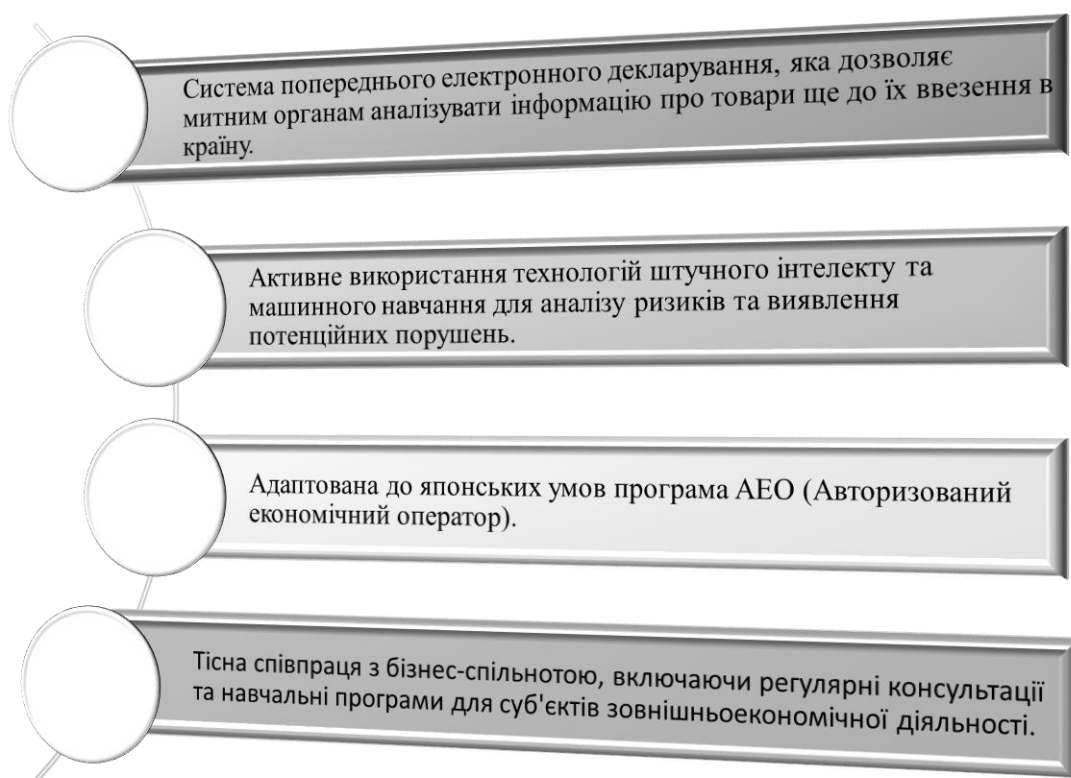 Система попереднього електронного декларування, яка дозволяє
митним органам аналізувати інформацію про товари ще до їх ввезення в
країну.
Активне використання технологій штучного інтелекту та
машинного навчання для аналізу ризиків та виявлення
потенційних порушень.
Адаптована до японських умов програма АЕО (Авторизований
економічний оператор).
Тісна співпраця з бізнес-спільнотою, включаючи регулярні консультації
та навчальні програми для суб'єктів зовнішньоекономічної діяльності.